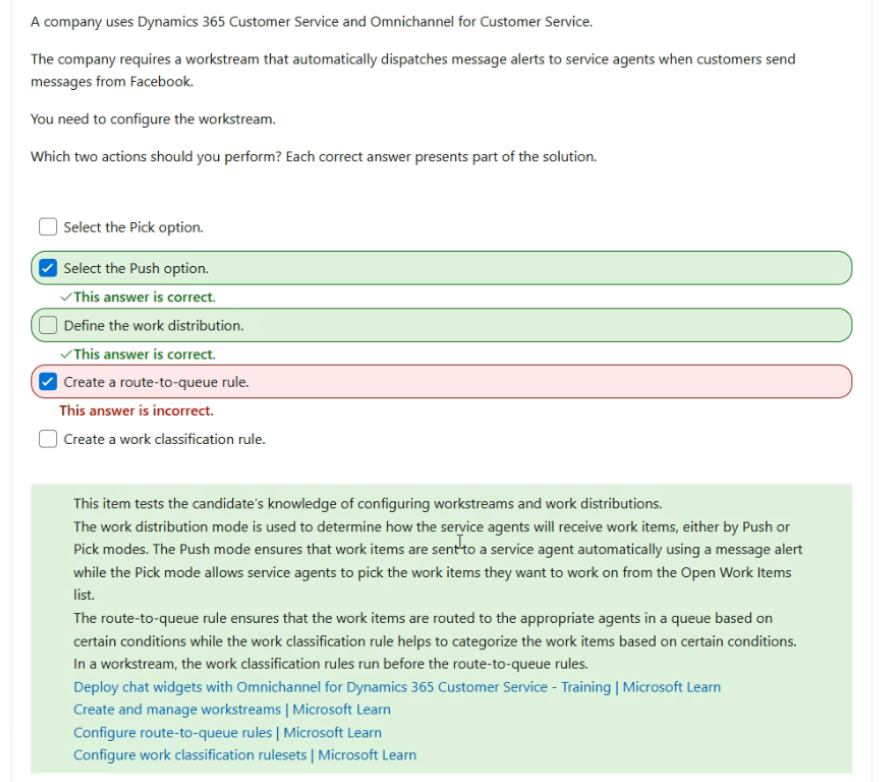 A company uses Dynamics 365 Customer Service and Omnichannel for Customer Service.
The company requires a workstream that automatically dispatches message alerts to service agents when customers send
messages from Facebook.
You need to configure the workstream.
Which two actions should you perform? Each correct answer presents part of the solution.
Select the Pick option.
Select the Push option.
✓This answer is correct.
Define the work distribution.
✓This answer is correct.
Create a route-to-queue rule.
This answer is incorrect.
Create a work classification rule.
This item tests the candidate's knowledge of configuring workstreams and work distributions.
The work distribution mode is used to determine how the service agents will receive work items, either by Push or
Pick modes. The Push mode ensures that work items are sent to a service agent automatically using a message alert
while the Pick mode allows service agents to pick the work items they want to work on from the Open Work Items
list.
The route-to-queue rule ensures that the work items are routed to the appropriate agents in a queue based on
certain conditions while the work classification rule helps to categorize the work items based on certain conditions.
In a workstream, the work classification rules run before the route-to-queue rules.
Deploy chat widgets with Omnichannel for Dynamics 365 Customer Service - Training | Microsoft Learn
Create and manage workstreams | Microsoft Learn
Configure route-to-queue rules | Microsoft Learn
Configure work classification rulesets | Microsoft Learn